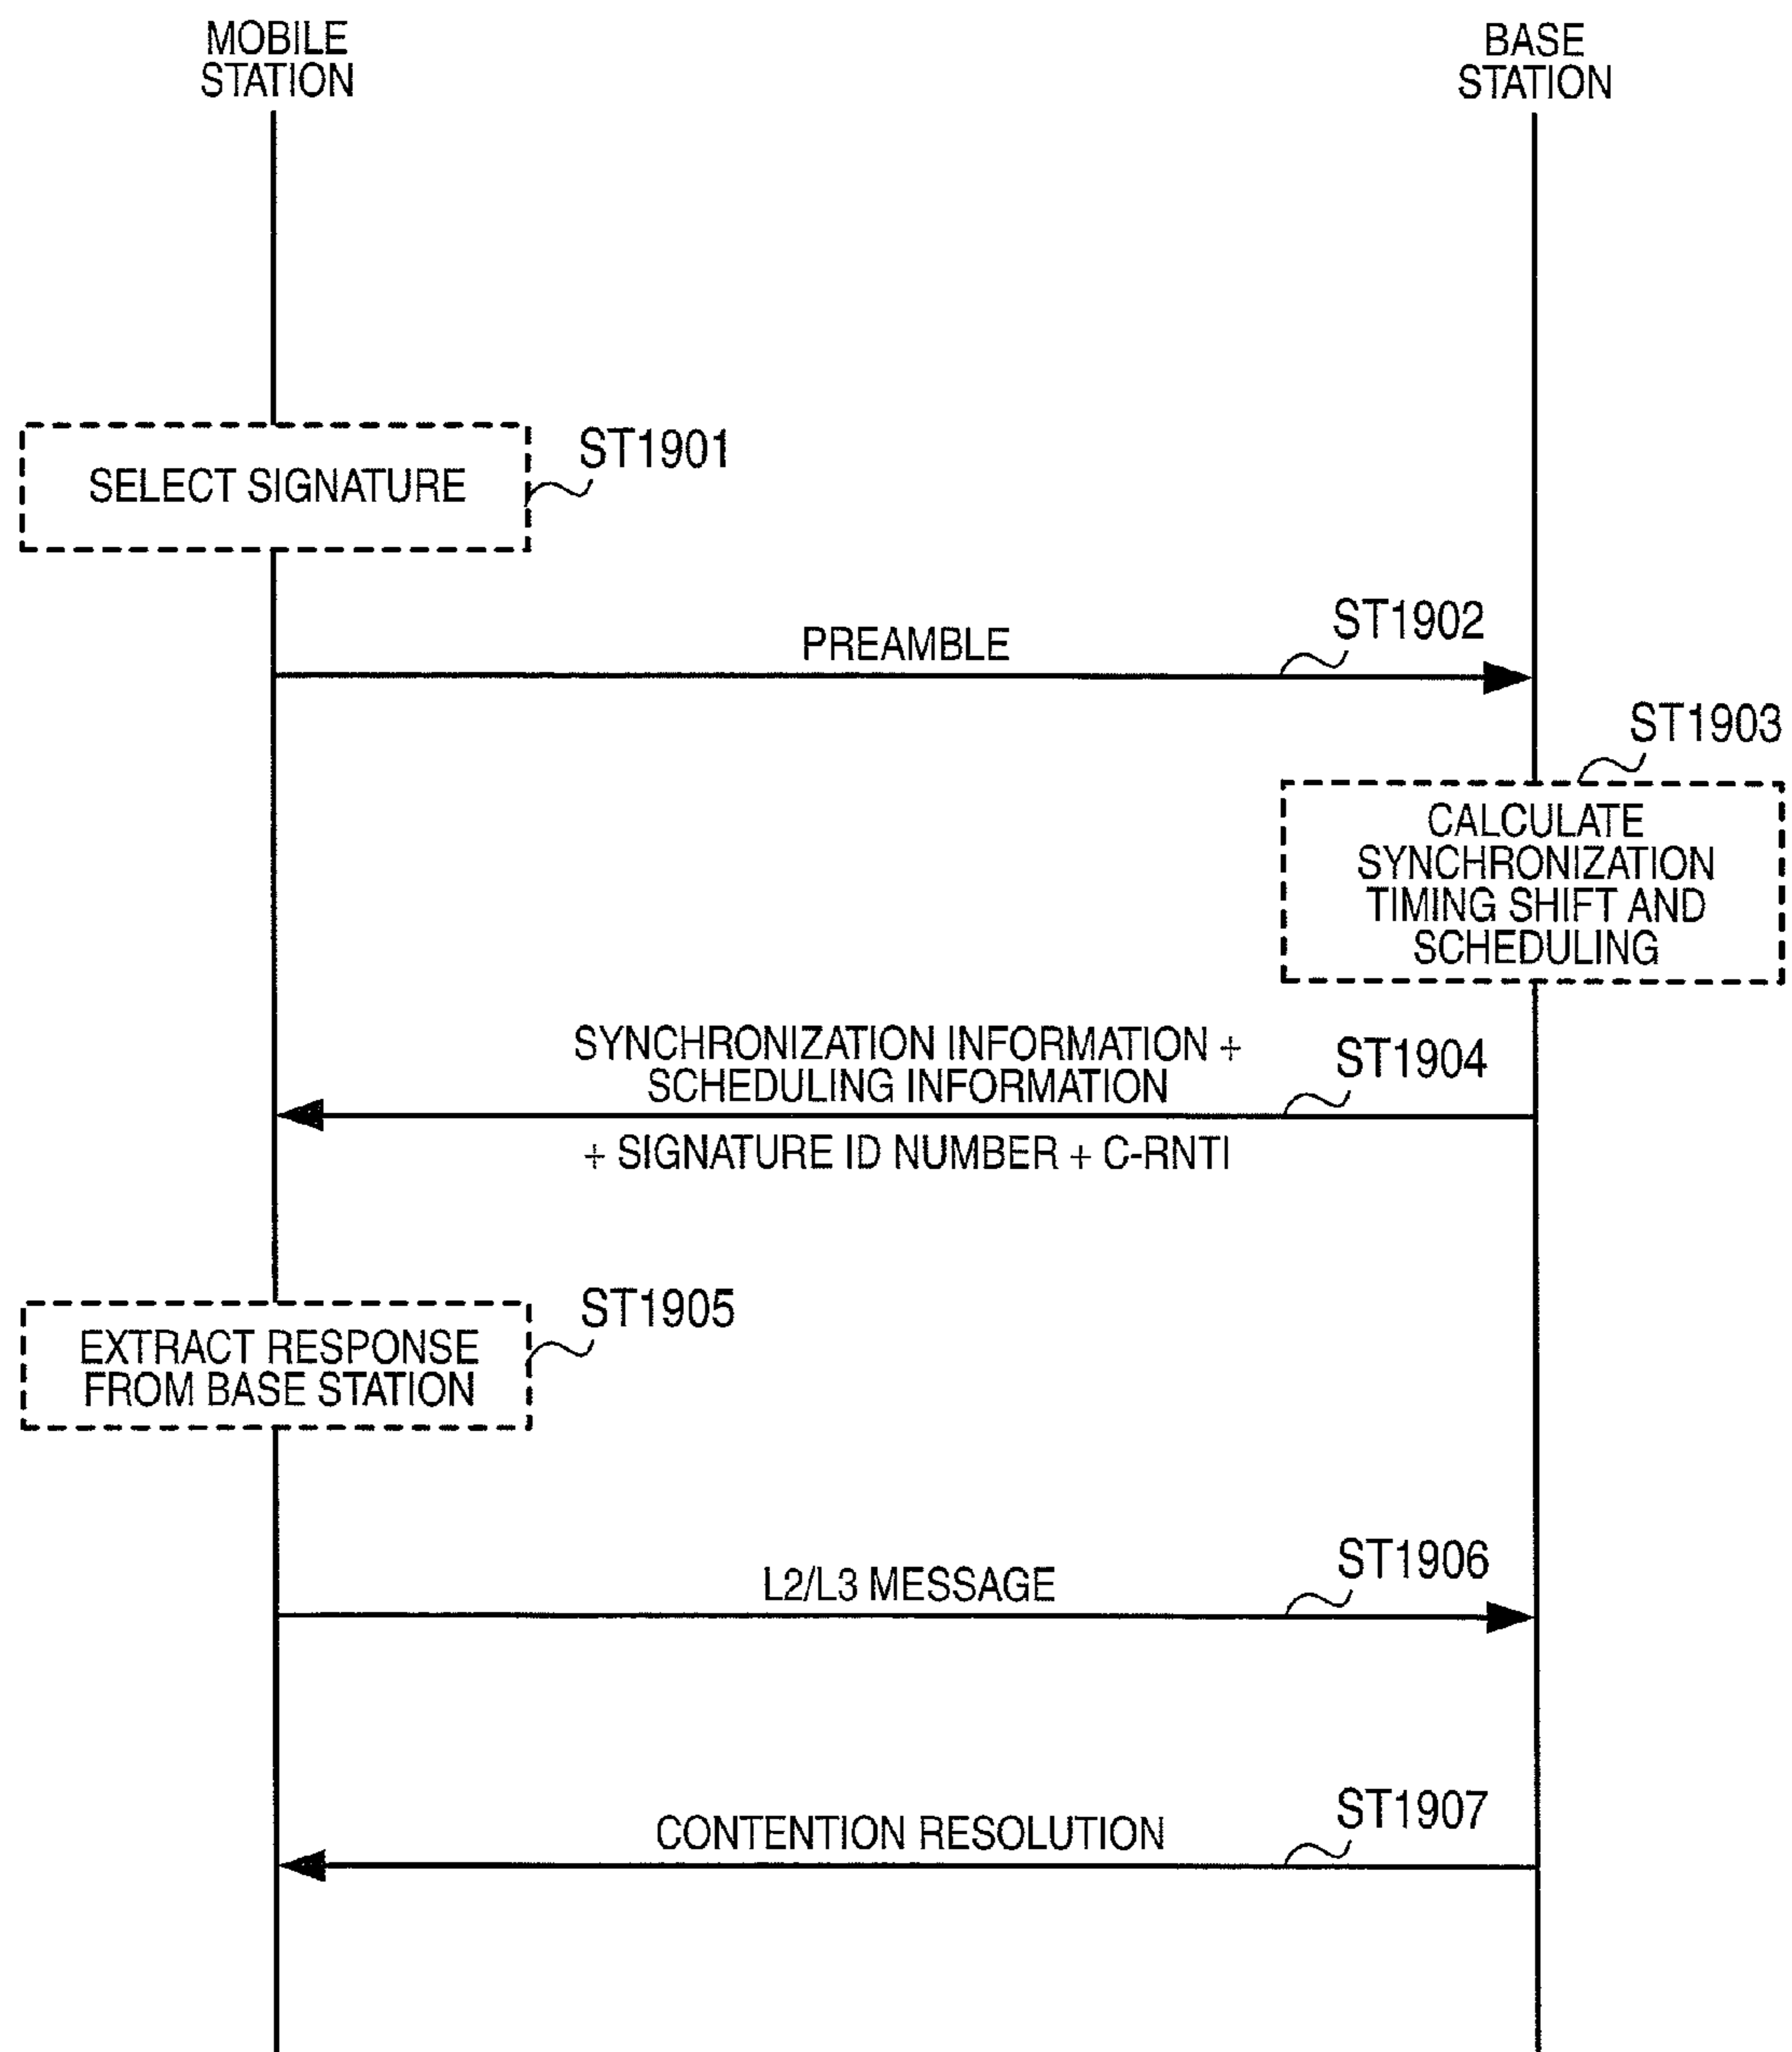 MOBILE
STATION
BASE
STATION
SELECT SIGNATURE
ST1901
PREAMBLE
ST1902
ST1903
CALCULATE
SYNCHRONIZATION
TIMING SHIFT AND
SCHEDULING
SYNCHRONIZATION INFORMATION +
SCHEDULING INFORMATION
ST1904
+ SIGNATURE ID NUMBER + C-RNTI
EXTRACT RESPONSE
FROM BASE STATION
ST1905
L2/L3 MESSAGE
ST1906
CONTENTION RESOLUTION
ST1907